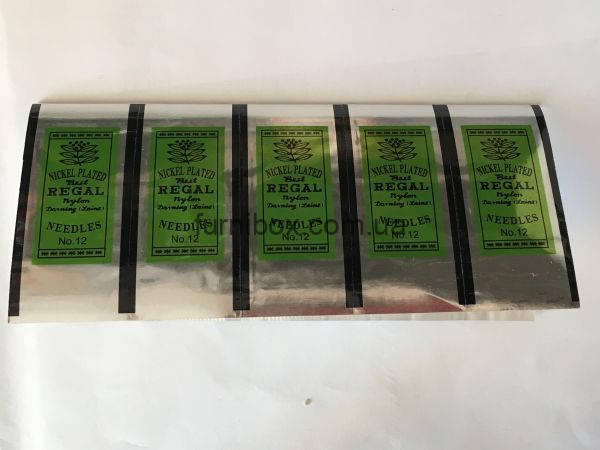 NICKEL PLATED
Best
REGAL
Nylon
Darning (Laine)
NEEDLES
No.12
NICKEL PLATED
Best
REGAL
Nylon
Darning (Laine)
NEEDLES
No.12
NICKEL PLATED
Best
REGAL
Nylon
Darning (Laine)
NEEDLES
No.12
NICKEL PLATED
Best
REGAL
Nylon
Darning (Laine)
NEEDLES
No.12
NICKEL PLATED
Best
REGAL
Nylon
Darning (Laine)
NEEDLES
No.12
furnibox.com.ua